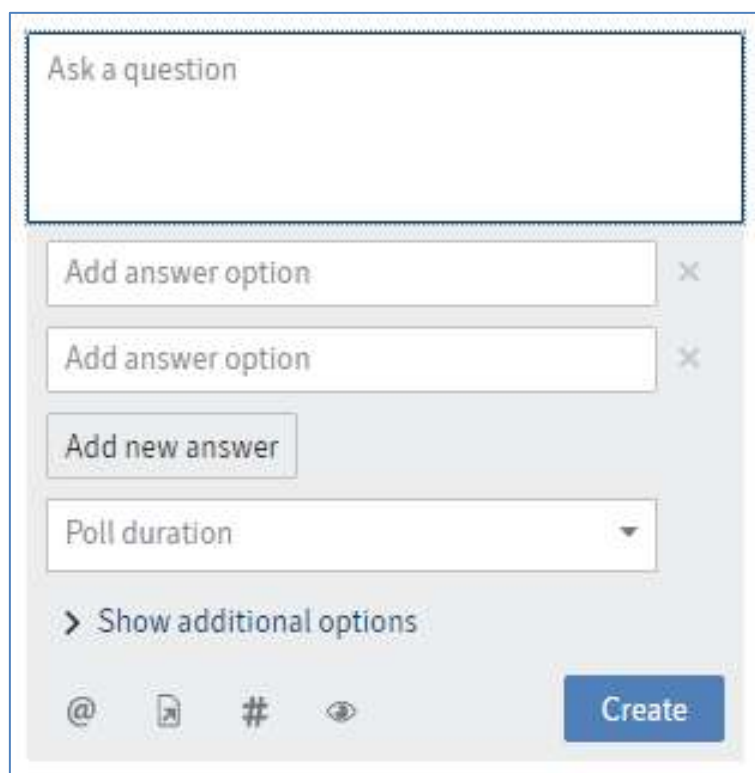 Ask a question
Add answer option
Add answer option
Add new answer
Poll duration
Show additional options
@ # Create